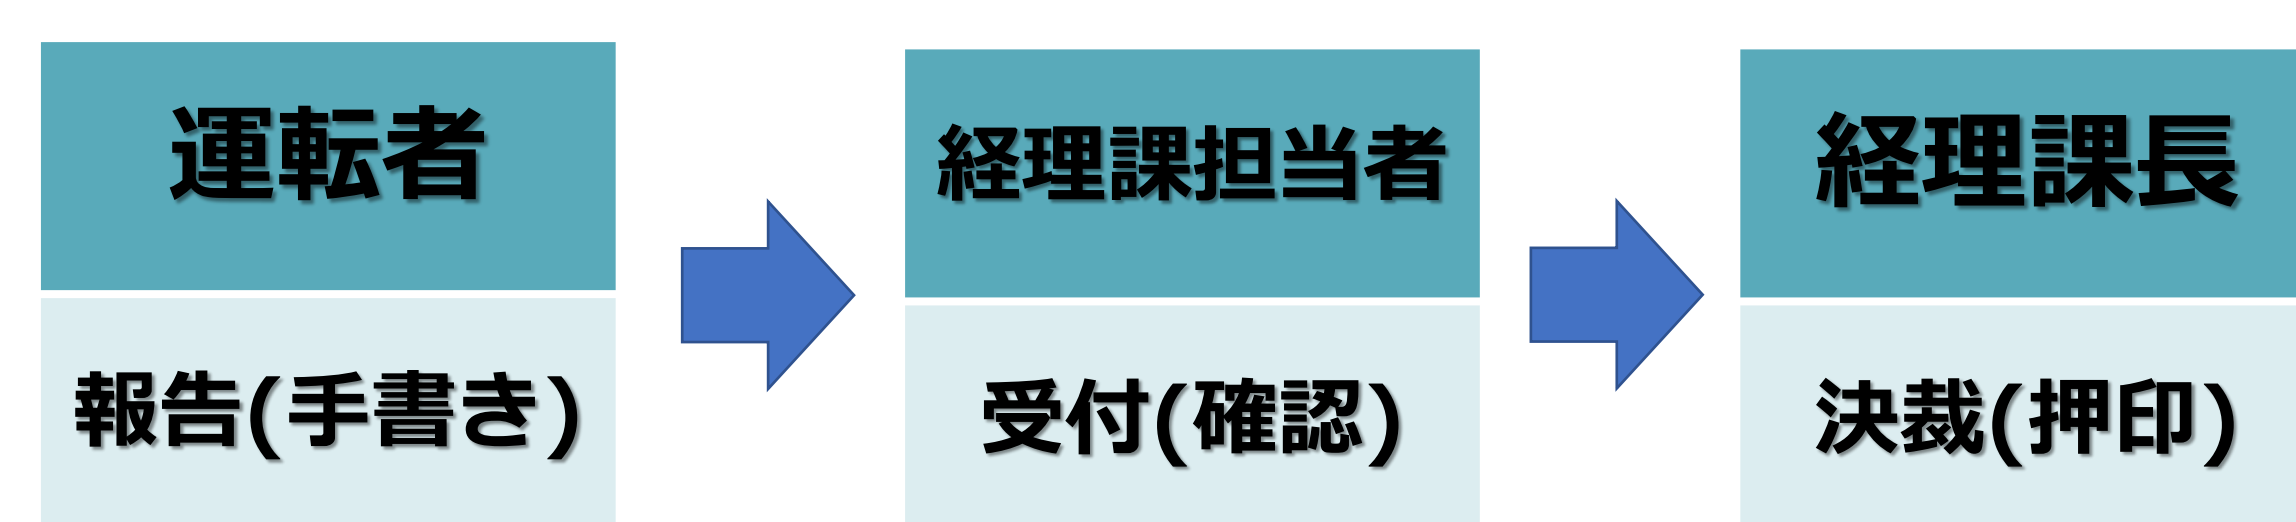 運転者
報告(手書き)
経理課担当者
受付(確認)
経理課長
決裁(押印)